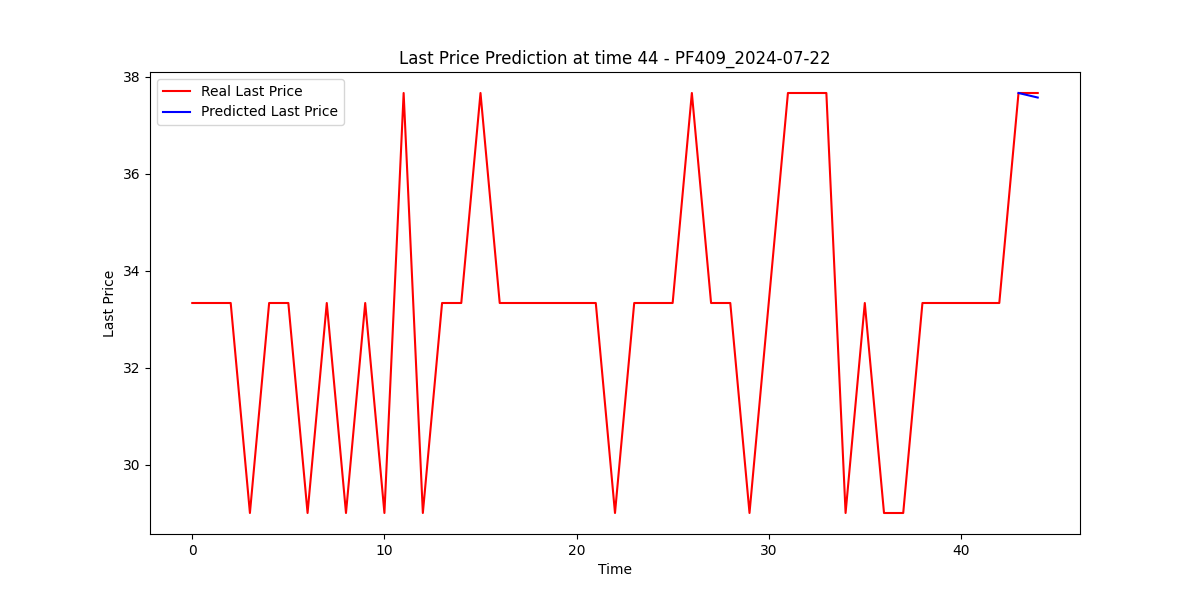 Last Price Prediction at time 44 - PF409_2024-07-22
Real Last Price
Predicted Last Price
Last Price
38
36
34
32
30
0 10 20 30 40
Time